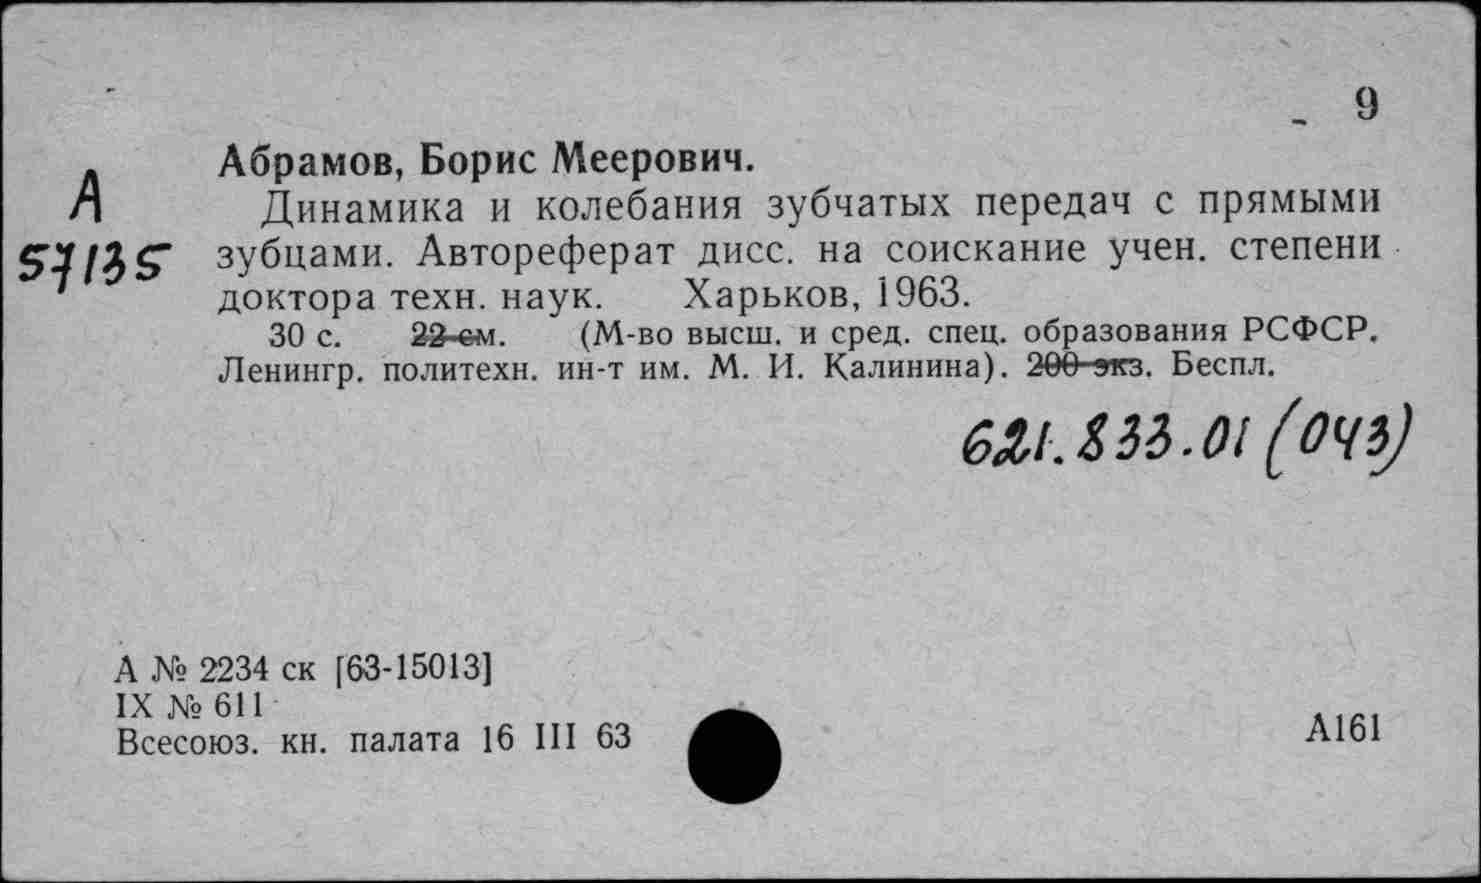 9
Абрамов, Борис Меерович.
А
Динамика и колебания зубчатых передач с прямыми
57135
зубцами. Автореферат дисс. на соискание учен. степени
доктора техн. наук. Харьков, 1963.
30 с. 22 см. (М-во высш. и сред. спец. образования РСФСР.
Ленингр. политехн. ин-т им. М. И. Калинина). 200 экз. Беспл.
621.833.01 (043)
А № 2234 ск [63-15013]
IX № 611
Всесоюз. кн. палата 16 III 63
А161